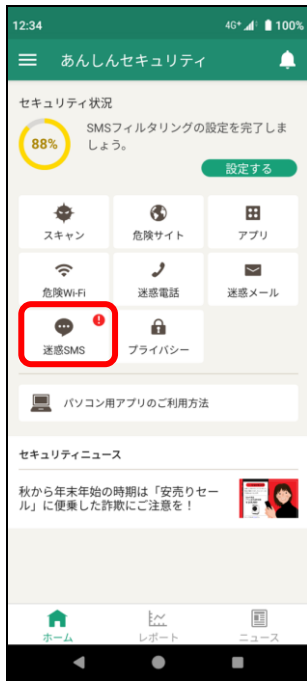 12:34 4G+ 100%
あんしんセキュリティ
セキュリティ状況
88%
SMSフィルタリングの設定を完了しま
しょう。
設定する
スキャン 危険サイト アプリ
危険Wi-Fi 迷惑電話 迷惑メール
迷惑SMS プライバシー
パソコン用アプリのご利用方法
セキュリティニュース
秋から年末年始の時期は「安売りセー
ル」に便乗した詐欺にご注意を！
ホーム レポート ニュース